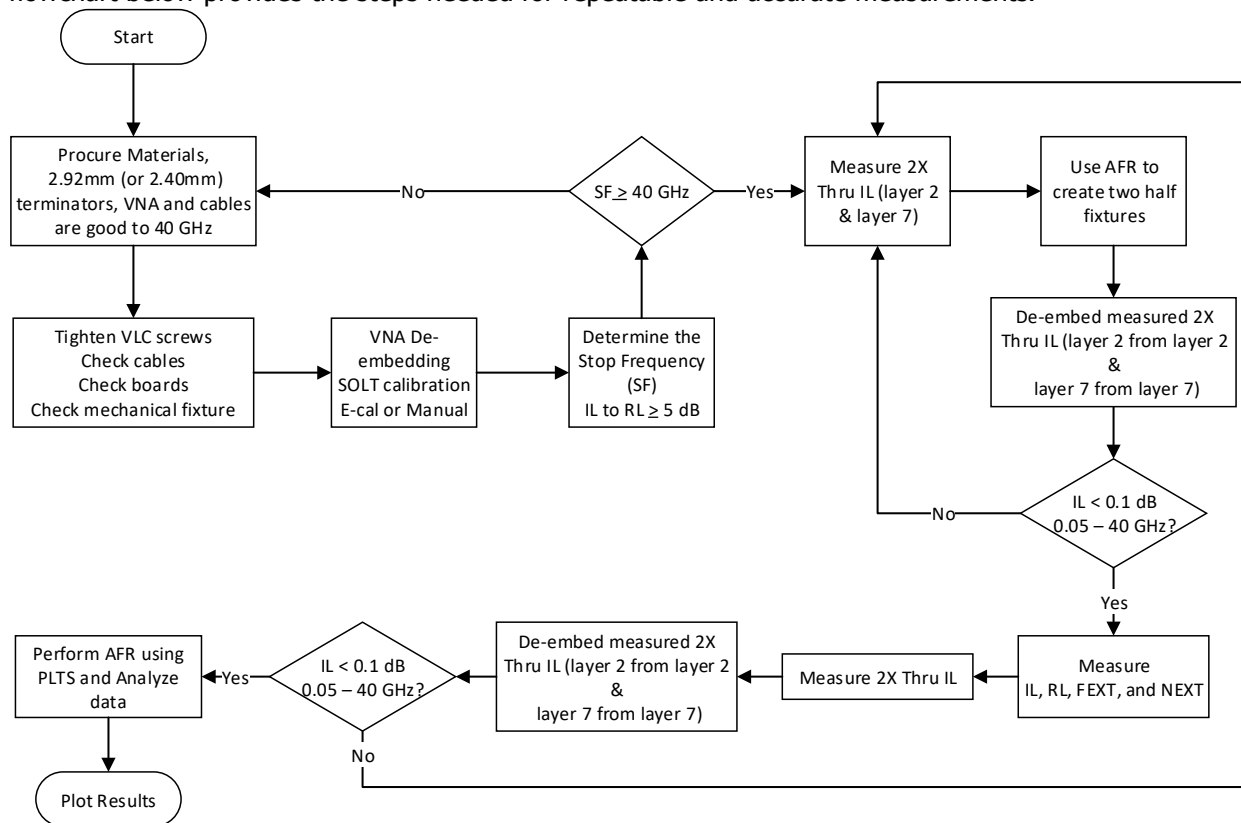 flowchart below provides the steps needed for repeatable and accurate measurements.
Start
Procure Materials,
2.92mm (or 2.40mm)
terminators, VNA and cables
are good to 40 GHz
Tighten VLC screws
Check cables
Check boards
Check mechanical fixture
VNA De-
embedding
SOLT calibration
E-cal or Manual
Determine the
Stop Frequency
(SF)
IL to RL ≥ 5 dB
SF ≥ 40 GHz
No
Yes
Measure 2X
Thru IL (layer 2
& layer 7)
Use AFR to
create two half
fixtures
De-embed measured 2X
Thru IL (layer 2 from layer 2
&
layer 7 from layer 7)
IL < 0.1 dB
0.05 – 40 GHz?
No
Yes
Measure
IL, RL, FEXT, and NEXT
Measure 2X Thru IL
De-embed measured 2X
Thru IL (layer 2 from layer 2
&
layer 7 from layer 7)
IL < 0.1 dB
0.05 – 40 GHz?
Yes
No
Perform AFR using
PLTS and Analyze
data
Plot Results